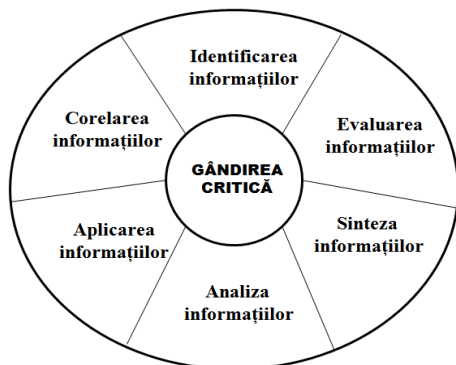 Identificarea
informațiilor
Evaluarea
informațiilor
Sinteza
informațiilor
Analiza
informațiilor
Aplicarea
informațiilor
Corelarea
informațiilor
GÂNDIREA
CRITICĂ